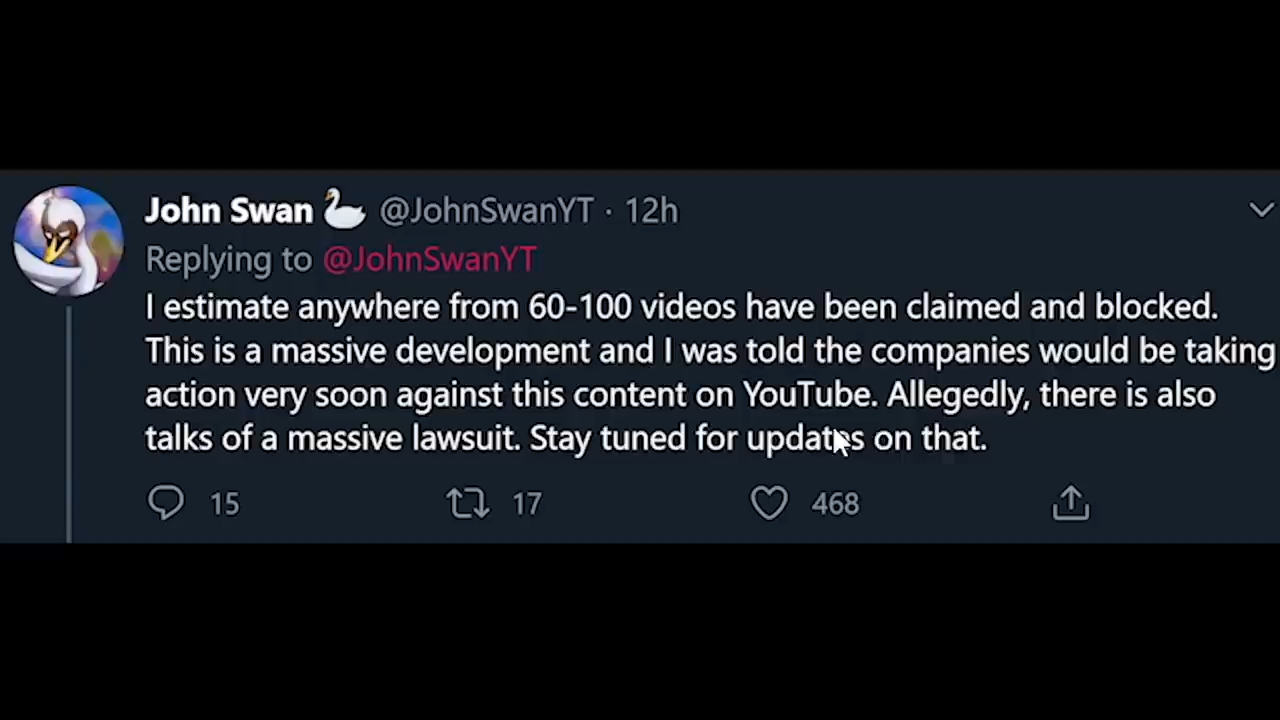 John Swan 🦢 @JohnSwanYT · 12h
Replying to @JohnSwanYT
I estimate anywhere from 60-100 videos have been claimed and blocked.
This is a massive development and I was told the companies would be taking
action very soon against this content on YouTube. Allegedly, there is also
talks of a massive lawsuit. Stay tuned for updates on that.
15 17 468